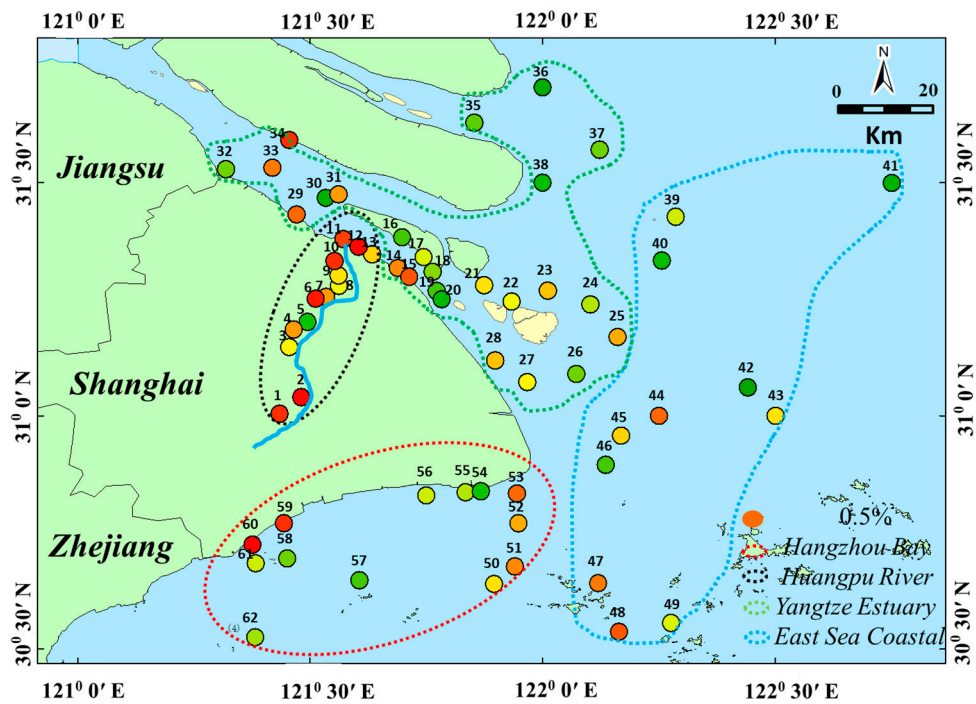 121⁰ 0′ E
121⁰ 30′ E
122⁰ 0′ E
122⁰ 30′ E
N
0 20
Km
36
35
37
34
31⁰ 30′ N
Jiangsu
32
33
38
41
31⁰ 30′ N
30
31
29
39
16
11
12
13
17
40
10
14
15
18
9
19
20
21
22
23
24
6
7
8
5
4
25
3
28
27
26
Shanghai
42
2
1
44
43
31⁰ 0′ N
31⁰ 0′ N
45
46
56
55
54
53
59
52
0.5%
60
Zhejiang
Hangzhou Bay
61
58
57
50
51
47
Huangpu River
62
48
49
Yangtze Estuary
(4)
East Sea Coastal
30⁰ 30′ N
30⁰ 30′ N
121⁰ 0′ E
121⁰ 30′ E
122⁰ 0′ E
122⁰ 30′ E